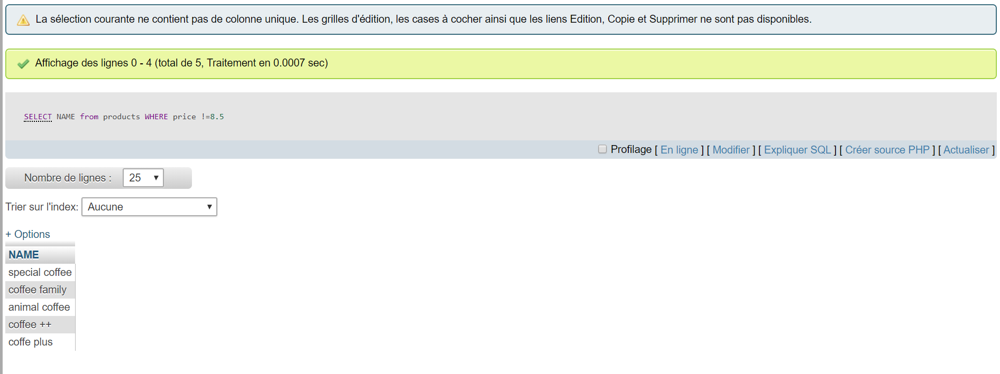 La sélection courante ne contient pas de colonne unique. Les grilles d'édition, les cases à cocher ainsi que les liens Edition, Copie et Supprimer ne sont pas disponibles.
Affichage des lignes 0 - 4 (total de 5, Traitement en 0.0007 sec)
SELECT NAME from products WHERE price !=8.5
Profilage [ En ligne ] [ Modifier ] [ Expliquer SQL ] [ Créer source PHP ] [ Actualiser ]
Nombre de lignes : 25
Trier sur l'index: Aucune
+ Options
NAME
special coffee
coffee family
animal coffee
coffee ++
coffe plus